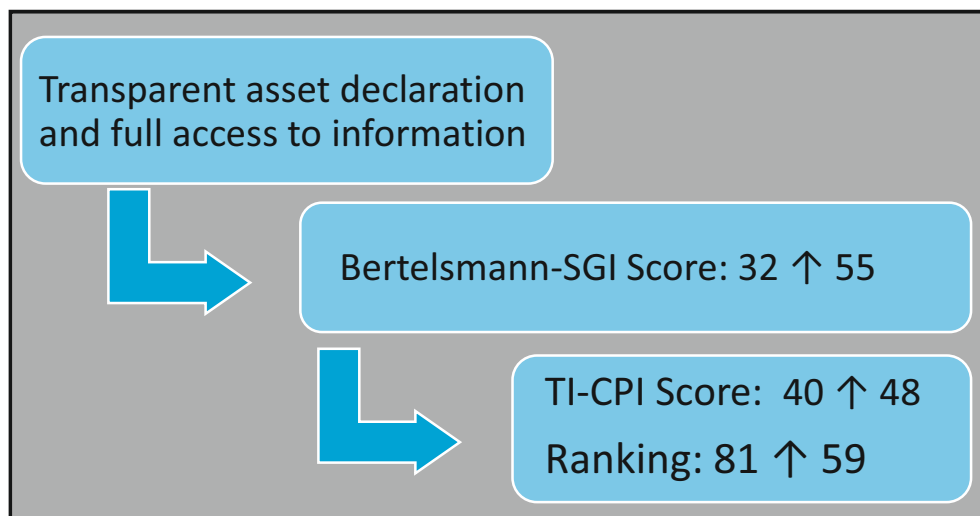 Transparent asset declaration
and full access to information
Bertelsmann-SGI Score: 32 ↑ 55
TI-CPI Score: 40 ↑ 48
Ranking: 81 ↑ 59